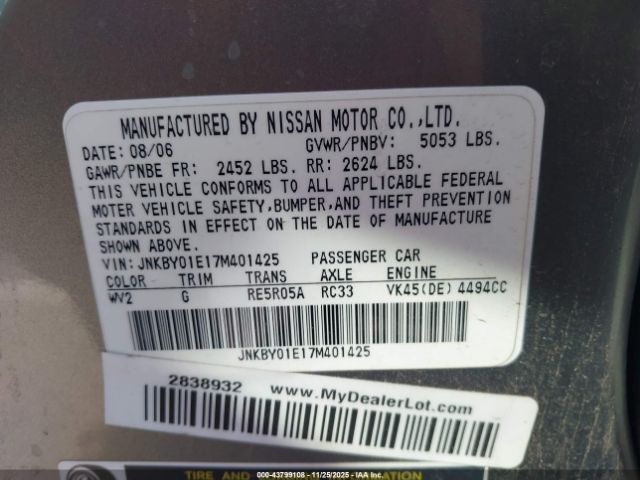 MANUFACTURED BY NISSAN MOTOR CO.,LTD.
DATE: 08/06 GVWR/PNBV: 5053 LBS.
GAWR/PNBE FR: 2452 LBS. RR: 2624 LBS.
THIS VEHICLE CONFORMS TO ALL APPLICABLE FEDERAL
MOTOR VEHICLE SAFETY,BUMPER,AND THEFT PREVENTION
STANDARDS IN EFFECT ON THE DATE OF MANUFACTURE
SHOWN ABOVE.
VIN: JNKBY01E17M401425 PASSENGER CAR
COLOR TRIM TRANS AXLE ENGINE
WV2 G RE5R05A RC33 VK45(DE) 4494CC
JNKBY01E17M401425
2838932 www.MyDealerLot.com
TIRE AND
000-43799108 - 11/25/2025 - IAA Inc.